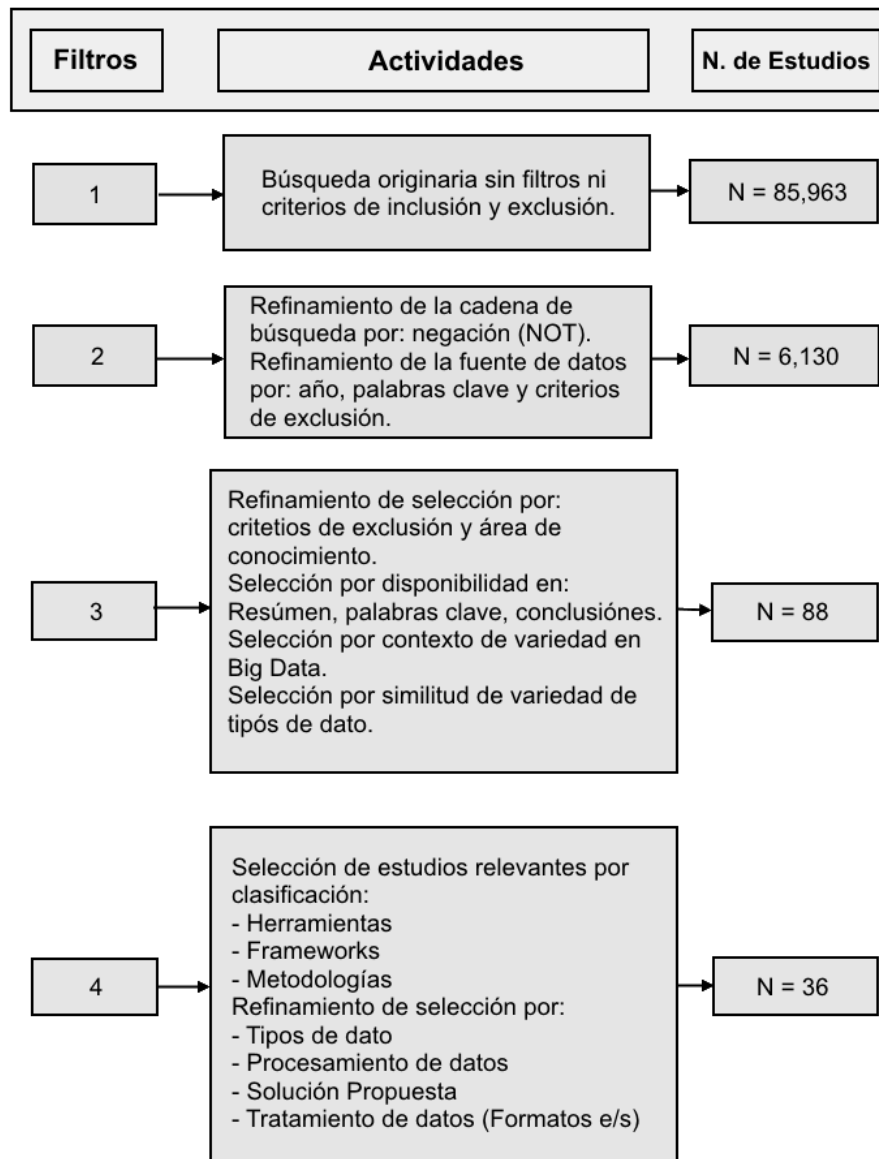 Filtros
Actividades
N. de Estudios
1
Búsqueda originaria sin filtros ni
criterios de inclusión y exclusión.
N = 85,963
2
Refinamiento de la cadena de
búsqueda por: negación (NOT).
Refinamiento de la fuente de datos
por: año, palabras clave y criterios
de exclusión.
N = 6,130
3
Refinamiento de selección por:
critetios de exclusión y área de
conocimiento.
Selección por disponibilidad en:
Resúmen, palabras clave, conclusiónes.
Selección por contexto de variedad en
Big Data.
Selección por similitud de variedad de
tipós de dato.
N = 88
4
Selección de estudios relevantes por
clasificación:
- Herramientas
- Frameworks
- Metodologías
Refinamiento de selección por:
- Tipos de dato
- Procesamiento de datos
- Solución Propuesta
- Tratamiento de datos (Formatos e/s)
N = 36